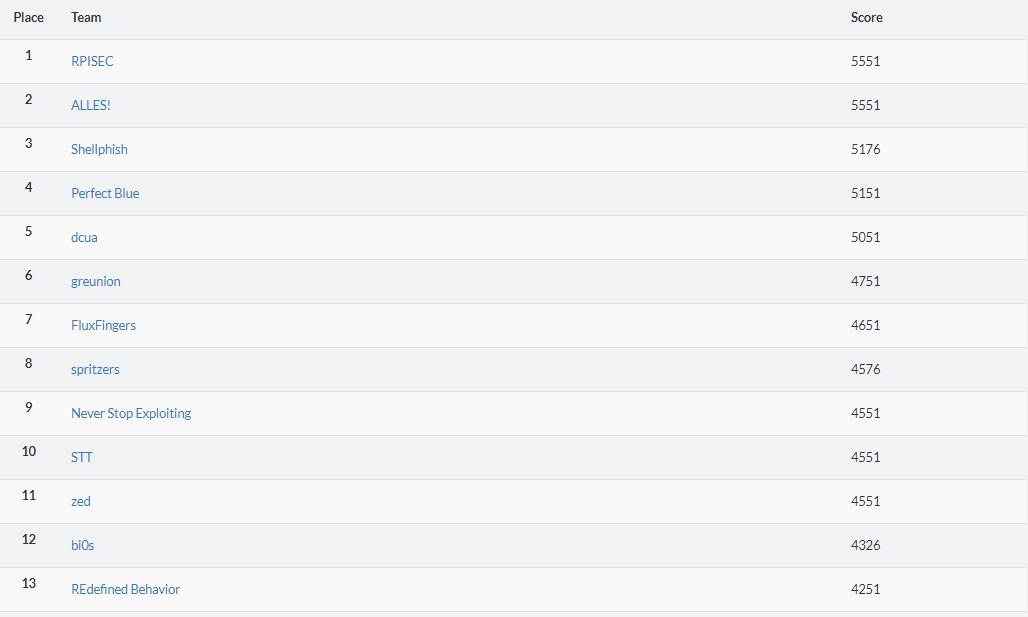 Place Team Score
1 RPISEC 5551
2 ALLES! 5551
3 Shellphish 5176
4 Perfect Blue 5151
5 dcua 5051
6 greunion 4751
7 FluxFingers 4651
8 spritzers 4576
9 Never Stop Exploiting 4551
10 STT 4551
11 zed 4551
12 bi0s 4326
13 REdefined Behavior 4251